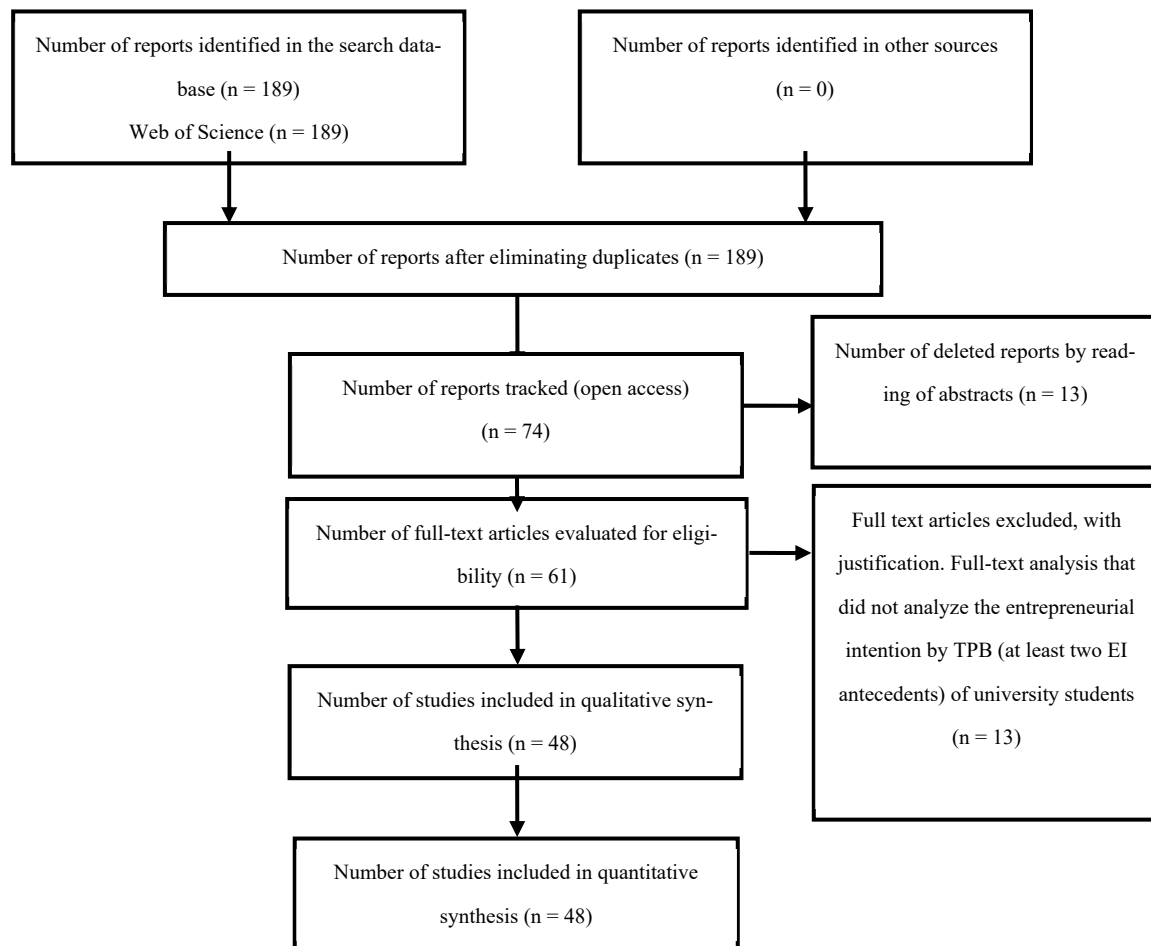 Number of reports identified in the search data-
base (n = 189)
Web of Science (n = 189)
Number of reports identified in other sources
(n = 0)
Number of reports after eliminating duplicates (n = 189)
Number of reports tracked (open access)
(n = 74)
Number of deleted reports by read-
ing of abstracts (n = 13)
Number of full-text articles evaluated for eligi-
bility (n = 61)
Full text articles excluded, with
justification. Full-text analysis that
did not analyze the entrepreneurial
intention by TPB (at least two EI
antecedents) of university students
(n = 13)
Number of studies included in qualitative syn-
thesis (n = 48)
Number of studies included in quantitative
synthesis (n = 48)